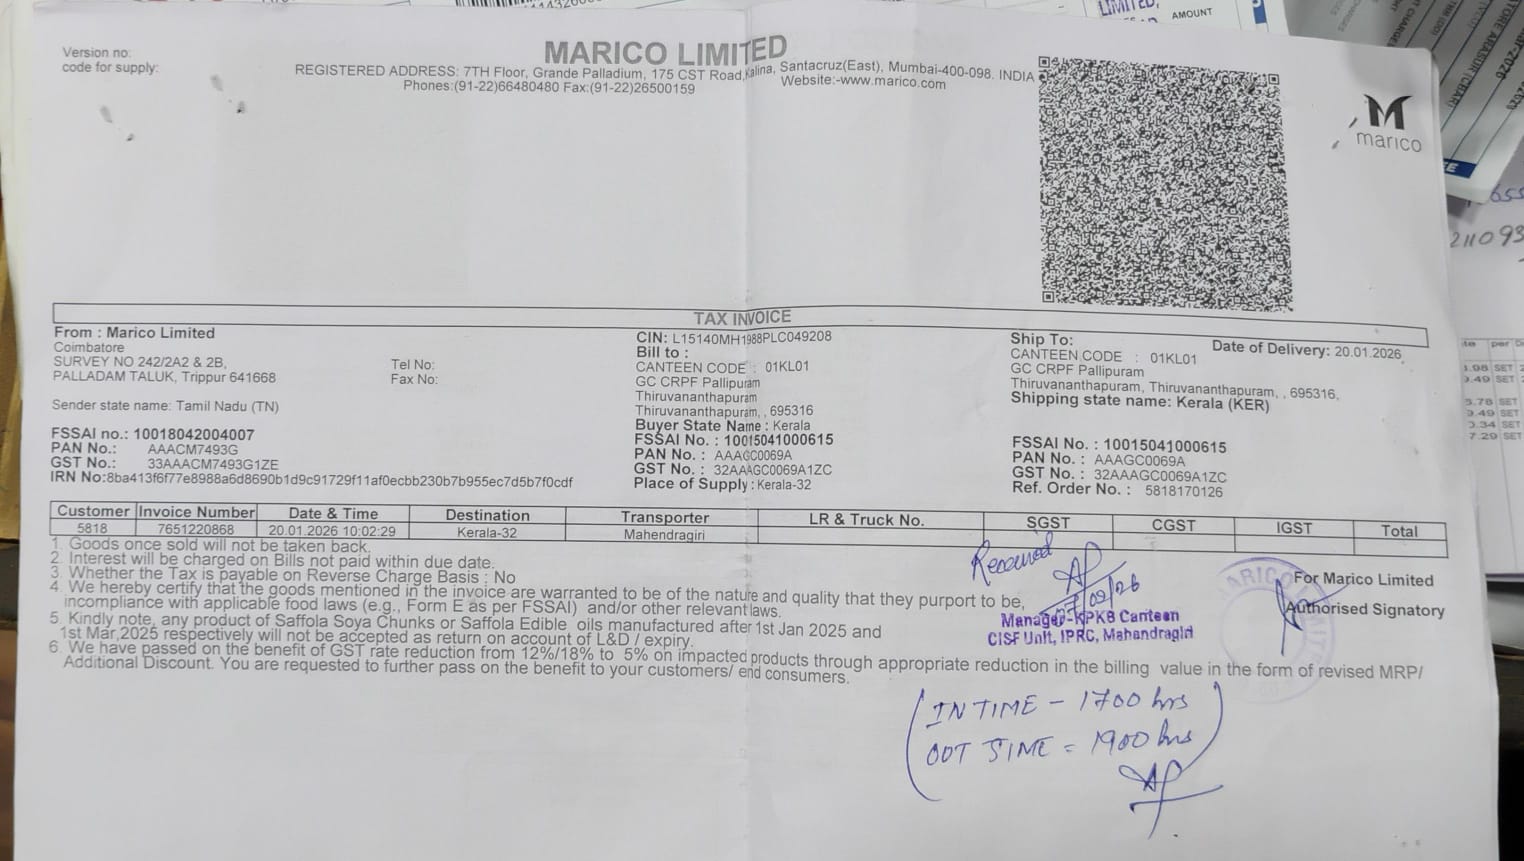 LIMITED,
AMOUNT
Version no:
code for supply:
MARICO LIMITED
REGISTERED ADDRESS: 7TH Floor, Grande Palladium, 175 CST Road,Kalina, Santacruz(East), Mumbai-400-098. INDIA
Phones:(91-22)66480480 Fax:(91-22)26500159 Website:-www.marico.com
marico
TAX INVOICE
From : Marico Limited
Coimbatore
SURVEY NO 242/2A2 & 2B,
PALLADAM TALUK, Trippur 641668
Tel No:
Fax No:
Sender state name: Tamil Nadu (TN)
FSSAI no.: 10018042004007
PAN No.: AAACM7493G
GST No.: 33AAACM7493G1ZE
IRN No:8ba413f6f77e8988a6d8690b1d9c91729f11af0ecbb230b7b955ec7d5b7f0cdf
CIN: L15140MH1988PLC049208
Bill to :
CANTEEN CODE : 01KL01
GC CRPF Pallipuram
Thiruvananthapuram
Thiruvananthapuram, , 695316
Buyer State Name : Kerala
FSSAI No. : 10015041000615
PAN No. : AAAGC0069A
GST No. : 32AAAGC0069A1ZC
Place of Supply : Kerala-32
Ship To:
Date of Delivery: 20.01.2026
CANTEEN CODE : 01KL01
GC CRPF Pallipuram
Thiruvananthapuram, Thiruvananthapuram, , 695316,
Shipping state name: Kerala (KER)
FSSAI No. : 10015041000615
PAN No. : AAAGC0069A
GST No. : 32AAAGC0069A1ZC
Ref. Order No. : 5818170126
Customer Invoice Number Date & Time Destination Transporter LR & Truck No. SGST CGST IGST Total
5818 7651220868 20.01.2026 10:02:29 Kerala-32 Mahendragiri
1. Goods once sold will not be taken back.
2. Interest will be charged on Bills not paid within due date.
3. Whether the Tax is payable on Reverse Charge Basis : No
4. We hereby certify that the goods mentioned in the invoice are warranted to be of the nature and quality that they purport to be,
incompliance with applicable food laws (e.g., Form E as per FSSAI) and/or other relevant laws.
5. Kindly note, any product of Saffola Soya Chunks or Saffola Edible oils manufactured after 1st Jan 2025 and
1st Mar,2025 respectively will not be accepted as return on account of L&D / expiry.
6. We have passed on the benefit of GST rate reduction from 12%/18% to 5% on impacted products through appropriate reduction in the billing value in the form of revised MRP/
Additional Discount. You are requested to further pass on the benefit to your customers/ end consumers.
Received
Manager-KPKB Canteen
CISF Unit, IPRC, Mahendragiri
For Marico Limited
Authorised Signatory
IN TIME - 1700 hrs
OUT TIME = 1900 hrs